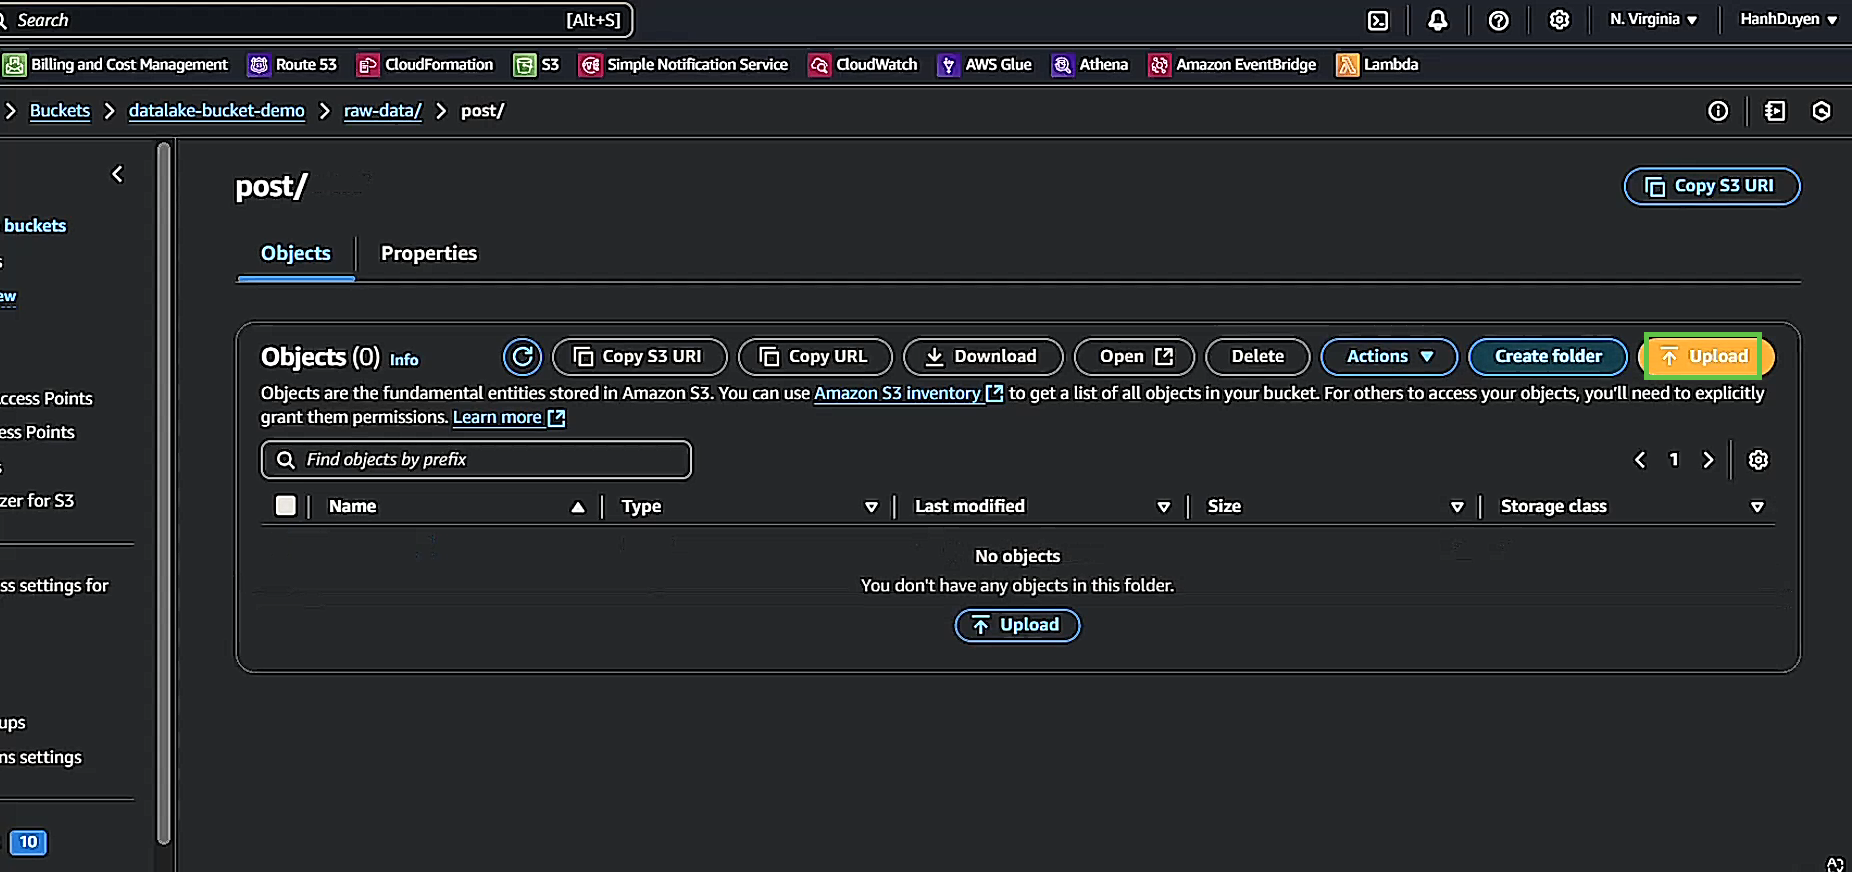 Search [Alt+S] N. Virginia HanhDuyen
Billing and Cost Management Route 53 CloudFormation S3 Simple Notification Service CloudWatch AWS Glue Athena Amazon EventBridge Lambda
Buckets datalake-bucket-demo raw-data/ post/
post/
Copy S3 URI
buckets
s
ew
ccess Points
ess Points
s
zer for S3
ss settings for
ups
ns settings
10
Objects Properties
Objects (0) Info Copy S3 URI Copy URL Download Open Delete Actions Create folder Upload
Objects are the fundamental entities stored in Amazon S3. You can use Amazon S3 inventory to get a list of all objects in your bucket. For others to access your objects, you'll need to explicitly
grant them permissions. Learn more
Find objects by prefix 1
Name Type Last modified Size Storage class
No objects
You don't have any objects in this folder.
Upload